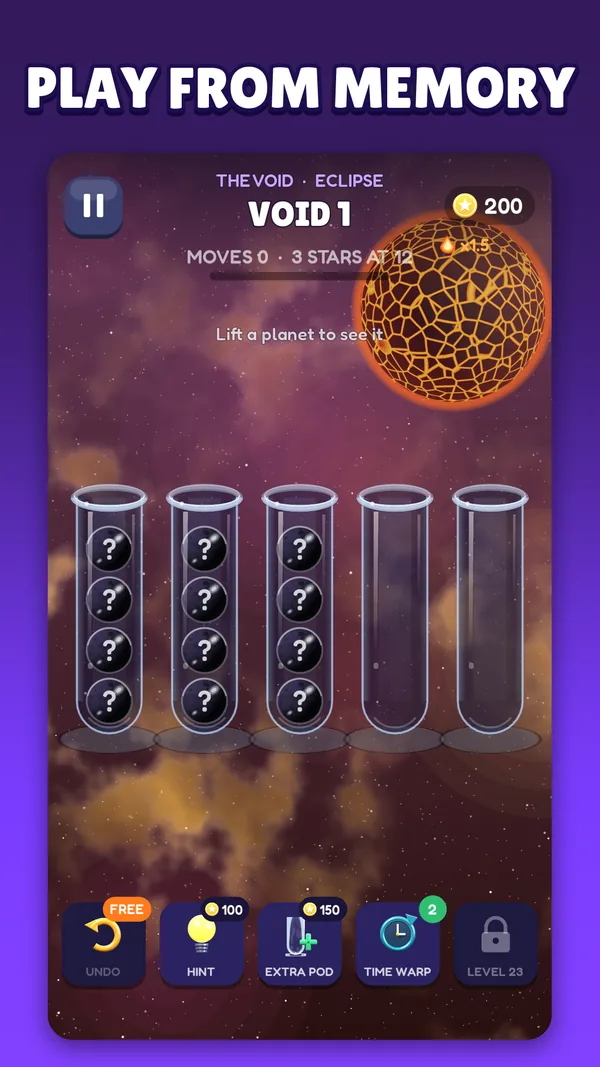 PLAY FROM MEMORY
THE VOID · ECLIPSE
VOID 1
200
x1.5
MOVES 0 · 3 STARS AT 12
Lift a planet to see it
? ? ?
? ? ?
? ? ?
? ? ?
FREE
100
150
2
UNDO
HINT
EXTRA POD
TIME WARP
LEVEL 23